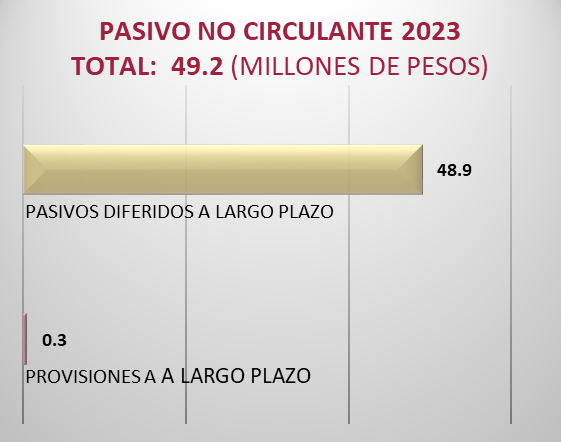 PASIVO NO CIRCULANTE 2023
TOTAL: 49.2 (MILLONES DE PESOS)
48.9
PASIVOS DIFERIDOS A LARGO PLAZO
0.3
PROVISIONES A A LARGO PLAZO